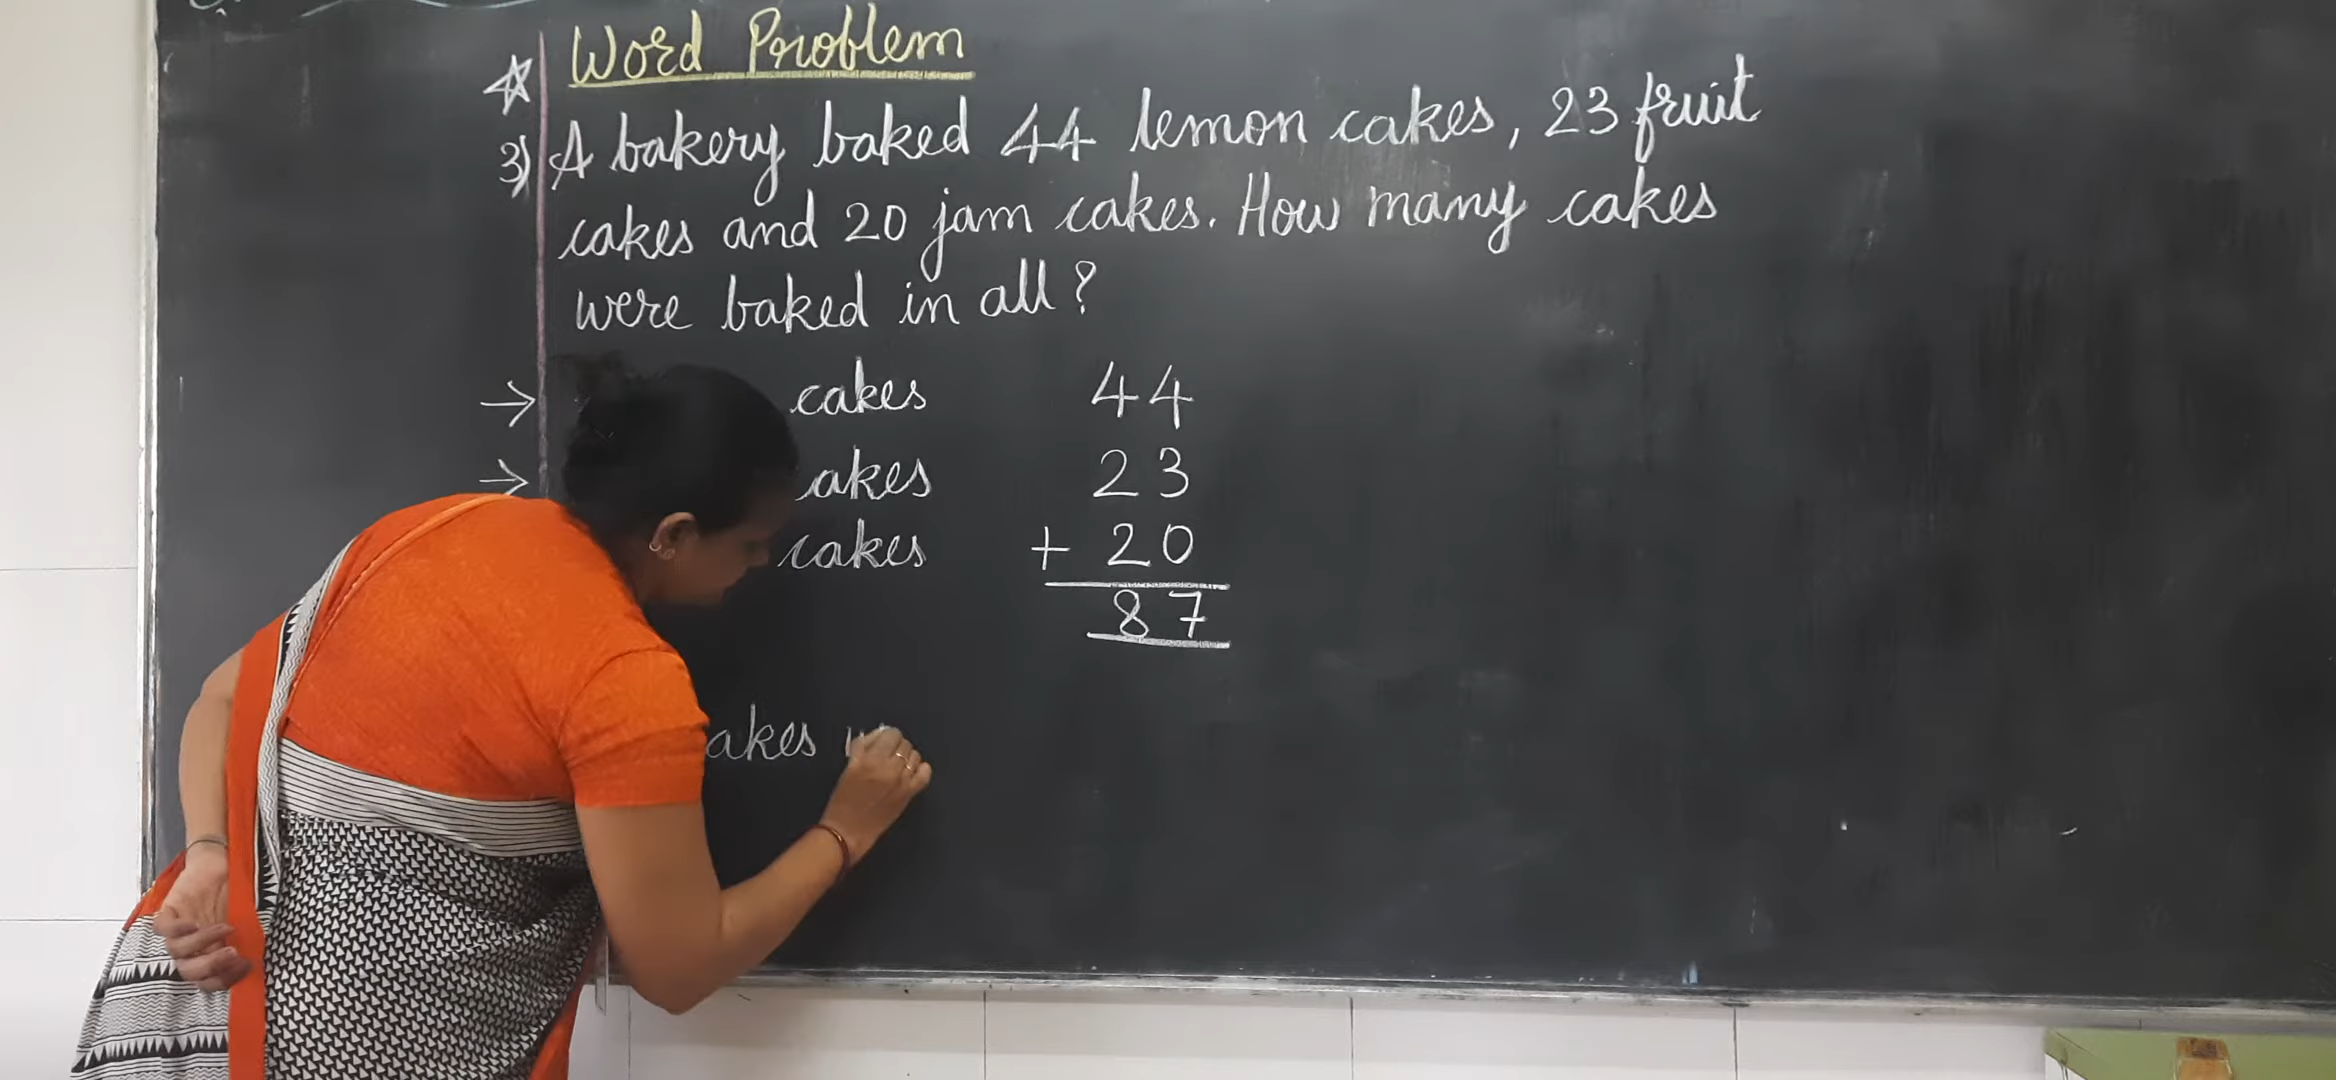 Word Problem
3) A bakery baked 44 lemon cakes, 23 fruit
cakes and 20 jam cakes. How many cakes
were baked in all?
→ cakes 44
→ akes 23
cakes + 20
87
akes